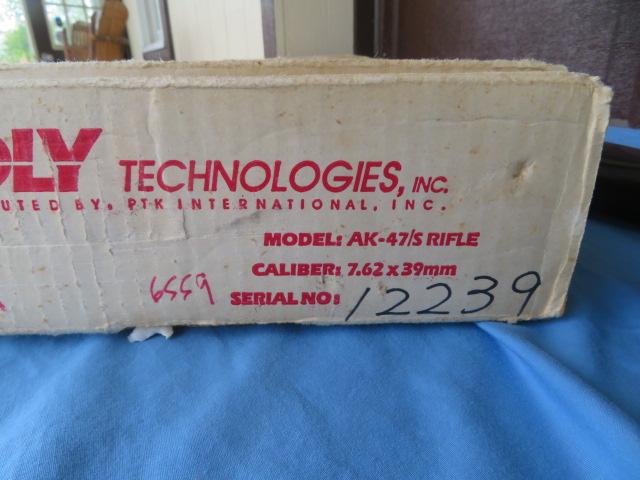 OLY TECHNOLOGIES, INC.
UTED BY, PTK INTERNATIONAL, INC.
MODEL: AK-47/S RIFLE
CALIBER: 7.62 x 39mm
SERIAL NO: 12239